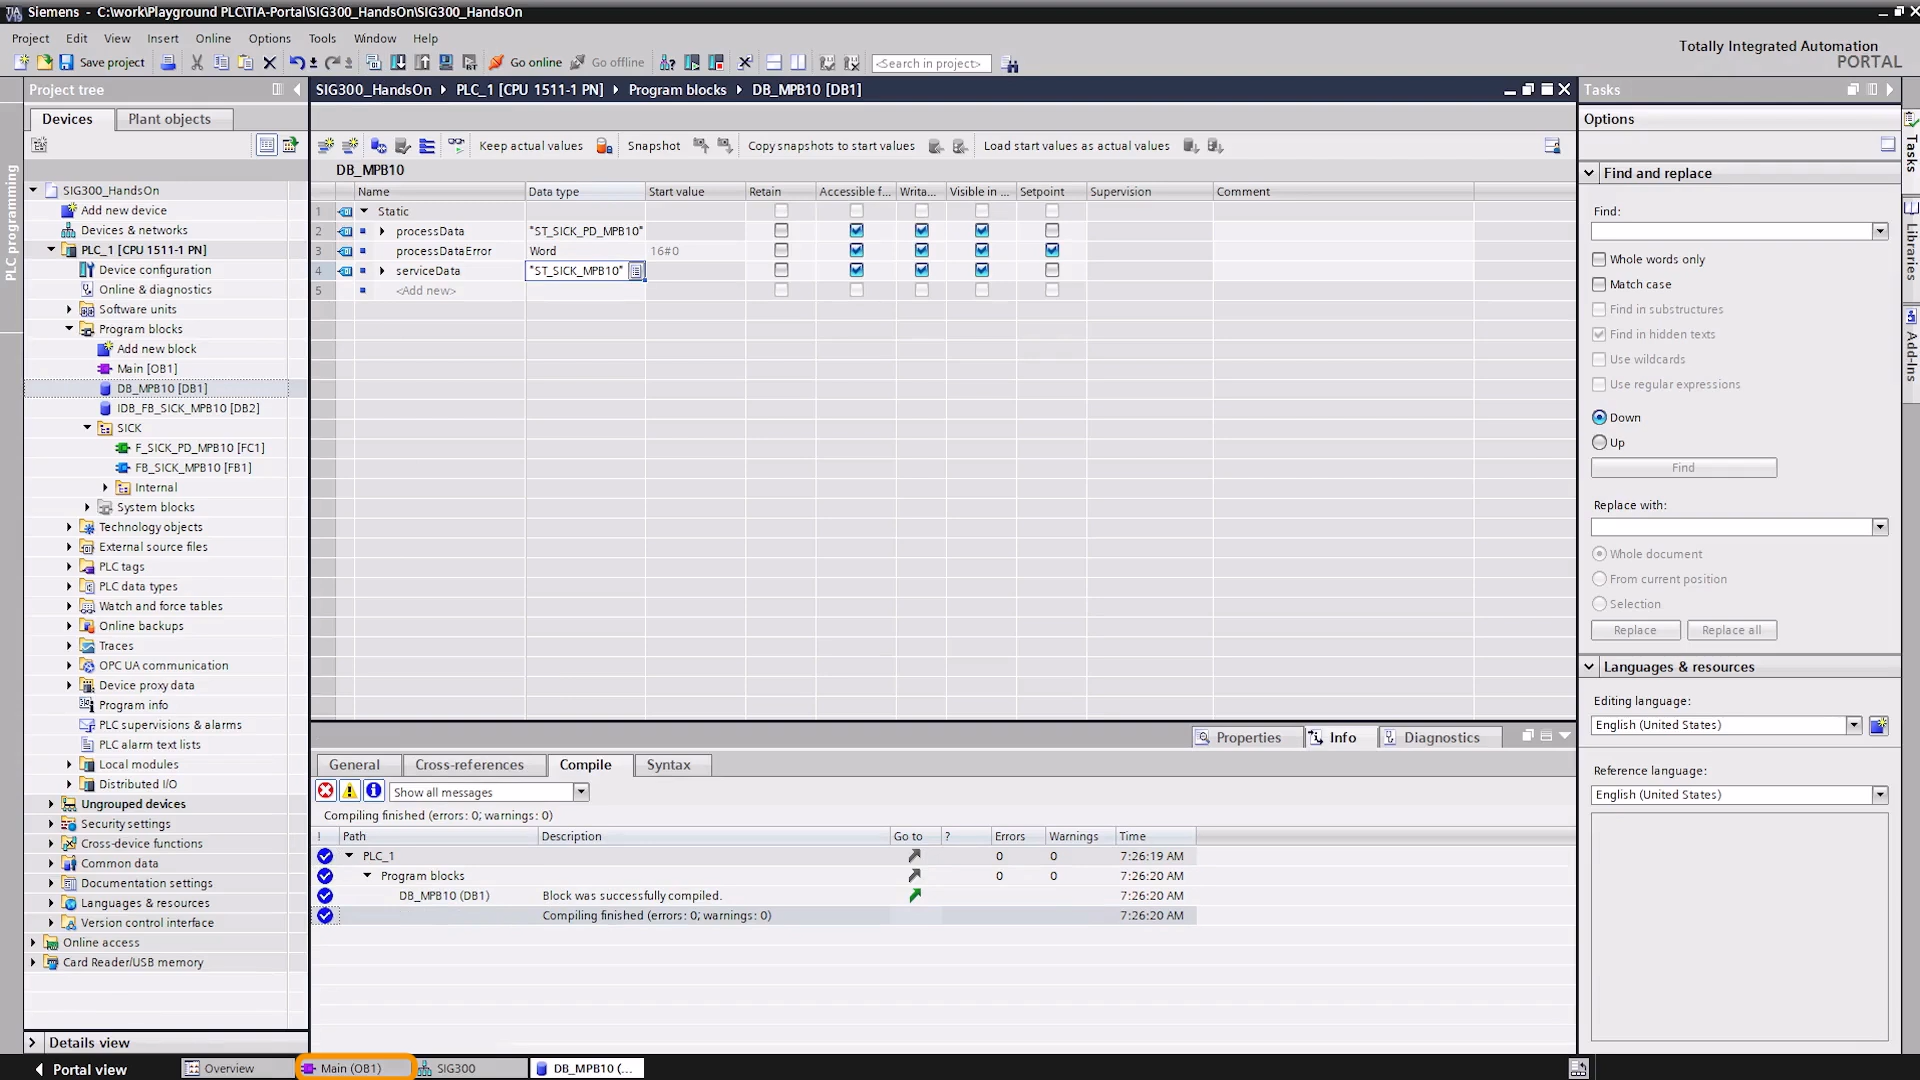 Siemens - C:\work\Playground PLC\TIA-Portal\SIG300_HandsOn\SIG300_HandsOn
Project Edit View Insert Online Options Tools Window Help
Totally Integrated Automation
PORTAL
Save project Go online Go offline <Search in project>
Project tree
SIG300_HandsOn PLC_1 [CPU 1511-1 PN] Program blocks DB_MPB10 [DB1]
Tasks
Devices Plant objects
Options
Keep actual values Snapshot Copy snapshots to start values Load start values as actual values
DB_MPB10
Name Data type Start value Retain Accessible f... Writa... Visible in ... Setpoint Supervision Comment
1 Static
2 processData "ST_SICK_PD_MPB10"
3 processDataError Word 16#0
4 serviceData "ST_SICK_MPB10"
5 <Add new>
PLC programming
SIG300_HandsOn
Add new device
Devices & networks
PLC_1 [CPU 1511-1 PN]
Device configuration
Online & diagnostics
Software units
Program blocks
Add new block
Main [OB1]
DB_MPB10 [DB1]
IDB_FB_SICK_MPB10 [DB2]
SICK
F_SICK_PD_MPB10 [FC1]
FB_SICK_MPB10 [FB1]
Internal
System blocks
Technology objects
External source files
PLC tags
PLC data types
Watch and force tables
Online backups
Traces
OPC UA communication
Device proxy data
Program info
PLC supervisions & alarms
PLC alarm text lists
Local modules
Distributed I/O
Ungrouped devices
Security settings
Cross-device functions
Common data
Documentation settings
Languages & resources
Version control interface
Online access
Card Reader/USB memory
Details view
Find and replace
Find:
Whole words only
Match case
Find in substructures
Find in hidden texts
Use wildcards
Use regular expressions
Down
Up
Find
Replace with:
Whole document
From current position
Selection
Replace Replace all
Languages & resources
Editing language:
English (United States)
Reference language:
English (United States)
Tasks
Libraries
Add-Ins
Properties Info Diagnostics
General Cross-references Compile Syntax
Show all messages
Compiling finished (errors: 0; warnings: 0)
! Path Description Go to ? Errors Warnings Time
PLC_1 0 0 7:26:19 AM
Program blocks 0 0 7:26:20 AM
DB_MPB10 (DB1) Block was successfully compiled. 7:26:20 AM
Compiling finished (errors: 0; warnings: 0) 7:26:20 AM
Portal view Overview Main (OB1) SIG300 DB_MPB10 (...